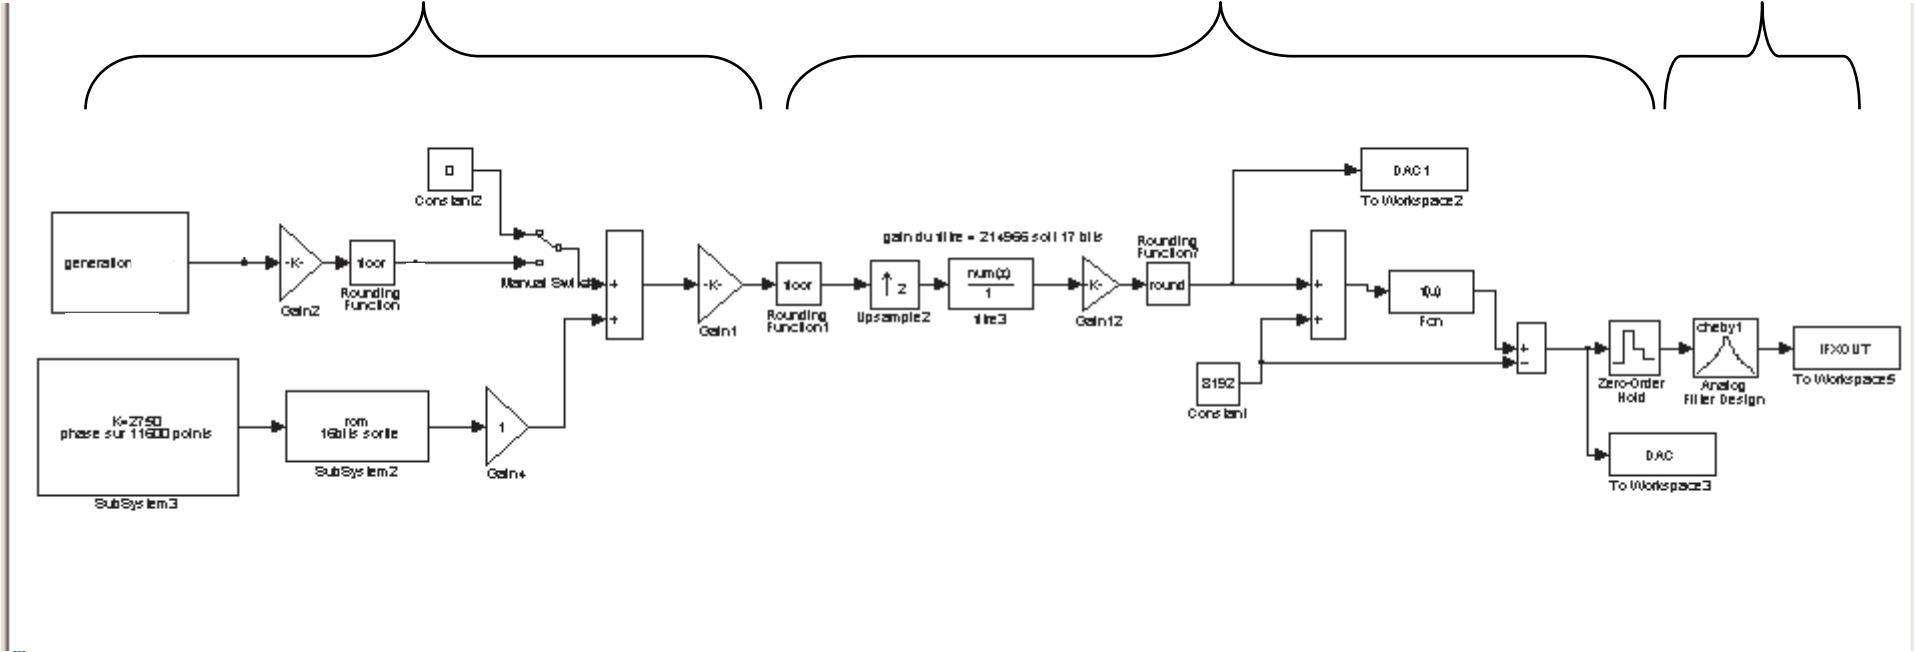 0
Constant2
generation
-K-
Gain2
floor
Rounding
Function
Manual Switch
K=2750
phase sur 11600 points
SubSystem3
rom
16bits sortie
SubSystem2
1
Gain4
+
+
-K-
Gain1
floor
Rounding
Function1
2
Upsample2
gain du filtre = 214966 soit 17 bits
num(z)
1
filtre3
-K-
Gain12
Rounding
Function7
round
DAC1
To Workspace2
+
+
8192
Constant
Fcn
+
−
Zero-Order
Hold
cheby1
Analog
Filter Design
IFXOUT
To Workspace5
DAC
To Workspace3